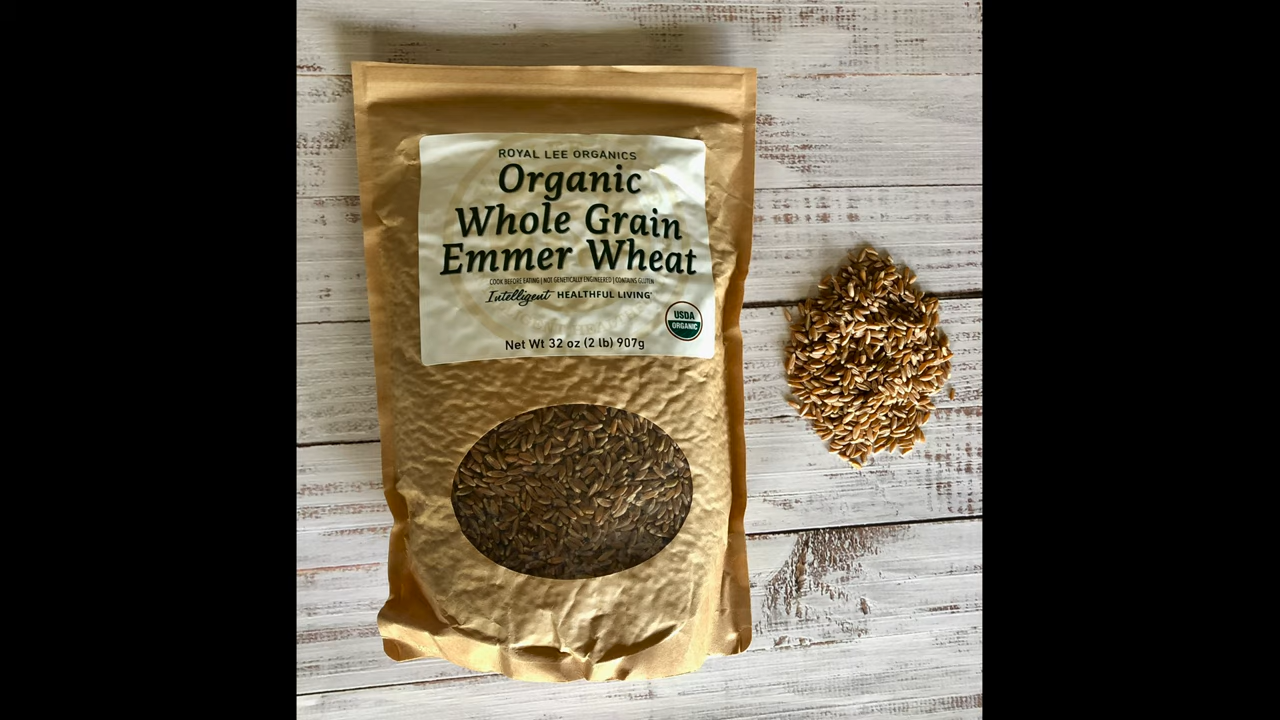 ROYAL LEE ORGANICS
Organic
Whole Grain
Emmer Wheat
COOK BEFORE EATING | NOT GENETICALLY ENGINEERED | CONTAINS GLUTEN
Intelligent HEALTHFUL LIVING
USDA
ORGANIC
Net Wt 32 oz (2 lb) 907g